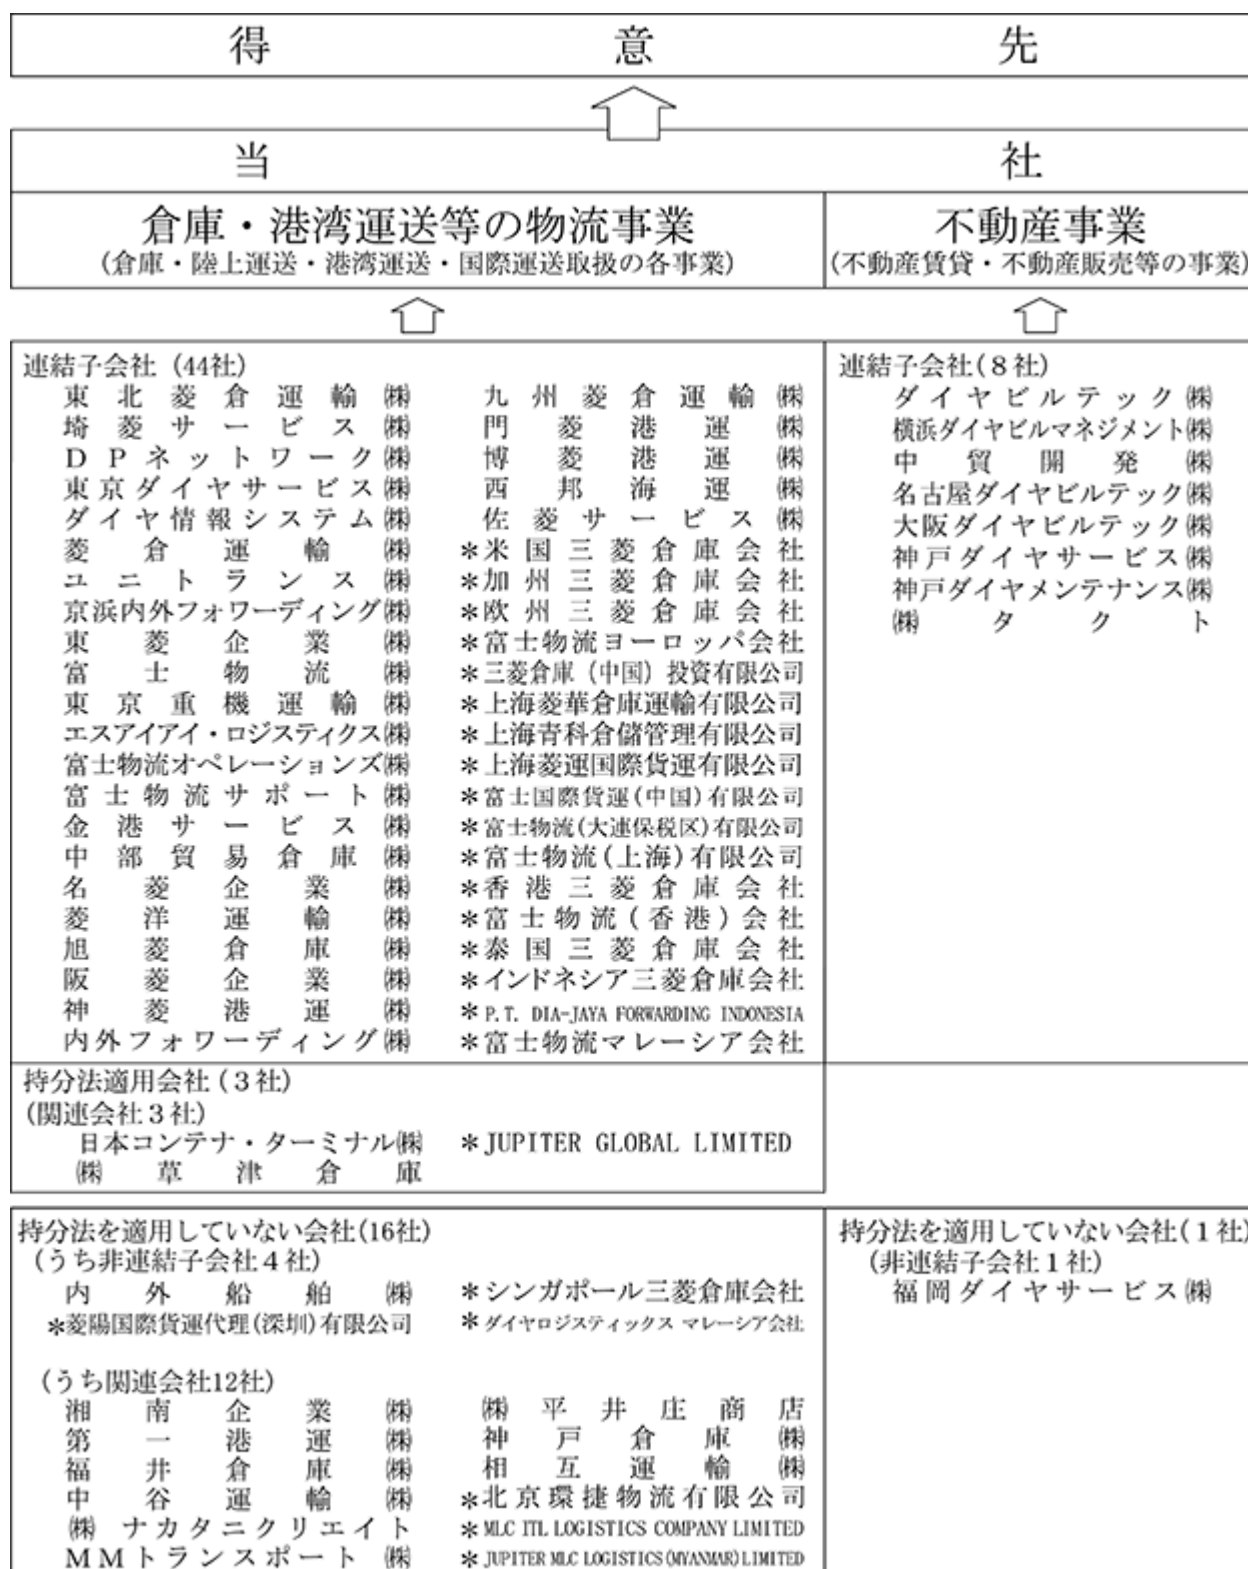 得意先
当社
倉庫・港湾運送等の物流事業
(倉庫・陸上運送・港湾運送・国際運送取扱の各事業)
不動産事業
(不動産賃貸・不動産販売等の事業)
連結子会社 (44社)
東北菱倉運輸㈱
埼菱サービス㈱
DPネットワーク㈱
東京ダイヤサービス㈱
ダイヤ情報システム㈱
菱倉運輸㈱
ユニトランス㈱
京浜内外フォワーディング㈱
東菱企業㈱
富士物流㈱
東京重機運輸㈱
エスアイアイ・ロジスティクス㈱
富士物流オペレーションズ㈱
富士物流サポート㈱
金港サービス㈱
中部貿易倉庫㈱
名菱企業㈱
菱洋運輸㈱
旭菱倉庫㈱
阪菱企業㈱
神菱港運㈱
内外フォワーディング㈱
九州菱倉運輸㈱
門菱港運㈱
博菱港運㈱
西邦海運㈱
佐菱サービス㈱
*米国三菱倉庫会社
*加州三菱倉庫会社
*欧州三菱倉庫会社
*富士物流ヨーロッパ会社
*三菱倉庫(中国)投資有限公司
*上海菱華倉庫運輸有限公司
*上海青科倉儲管理有限公司
*上海菱運国際貨運有限公司
*富士国際貨運(中国)有限公司
*富士物流(大連保税区)有限公司
*富士物流(上海)有限公司
*香港三菱倉庫会社
*富士物流(香港)会社
*泰国三菱倉庫会社
*インドネシア三菱倉庫会社
*P.T. DIA-JAYA FORWARDING INDONESIA
*富士物流マレーシア会社
連結子会社(8社)
ダイヤビルテック㈱
横浜ダイヤビルマネジメント㈱
中貿開発㈱
名古屋ダイヤビルテック㈱
大阪ダイヤビルテック㈱
神戸ダイヤサービス㈱
神戸ダイヤメンテナンス㈱
㈱タクト
持分法適用会社(3社)
(関連会社3社)
日本コンテナ・ターミナル㈱
㈱草津倉庫
*JUPITER GLOBAL LIMITED
持分法を適用していない会社(16社)
(うち非連結子会社4社)
内外船舶㈱
*菱陽国際貨運代理(深圳)有限公司
*シンガポール三菱倉庫会社
*ダイヤロジスティックス マレーシア会社
(うち関連会社12社)
湘南企業㈱
第一港運㈱
福井倉庫㈱
中谷運輸㈱
㈱ナカタニクリエイト
MMトランスポート㈱
㈱平井庄商店
神戸倉庫㈱
相互運輸㈱
*北京環捷物流有限公司
*MLC ITL LOGISTICS COMPANY LIMITED
*JUPITER MLC LOGISTICS(MYANMAR)LIMITED
持分法を適用していない会社(1社)
(非連結子会社1社)
福岡ダイヤサービス㈱